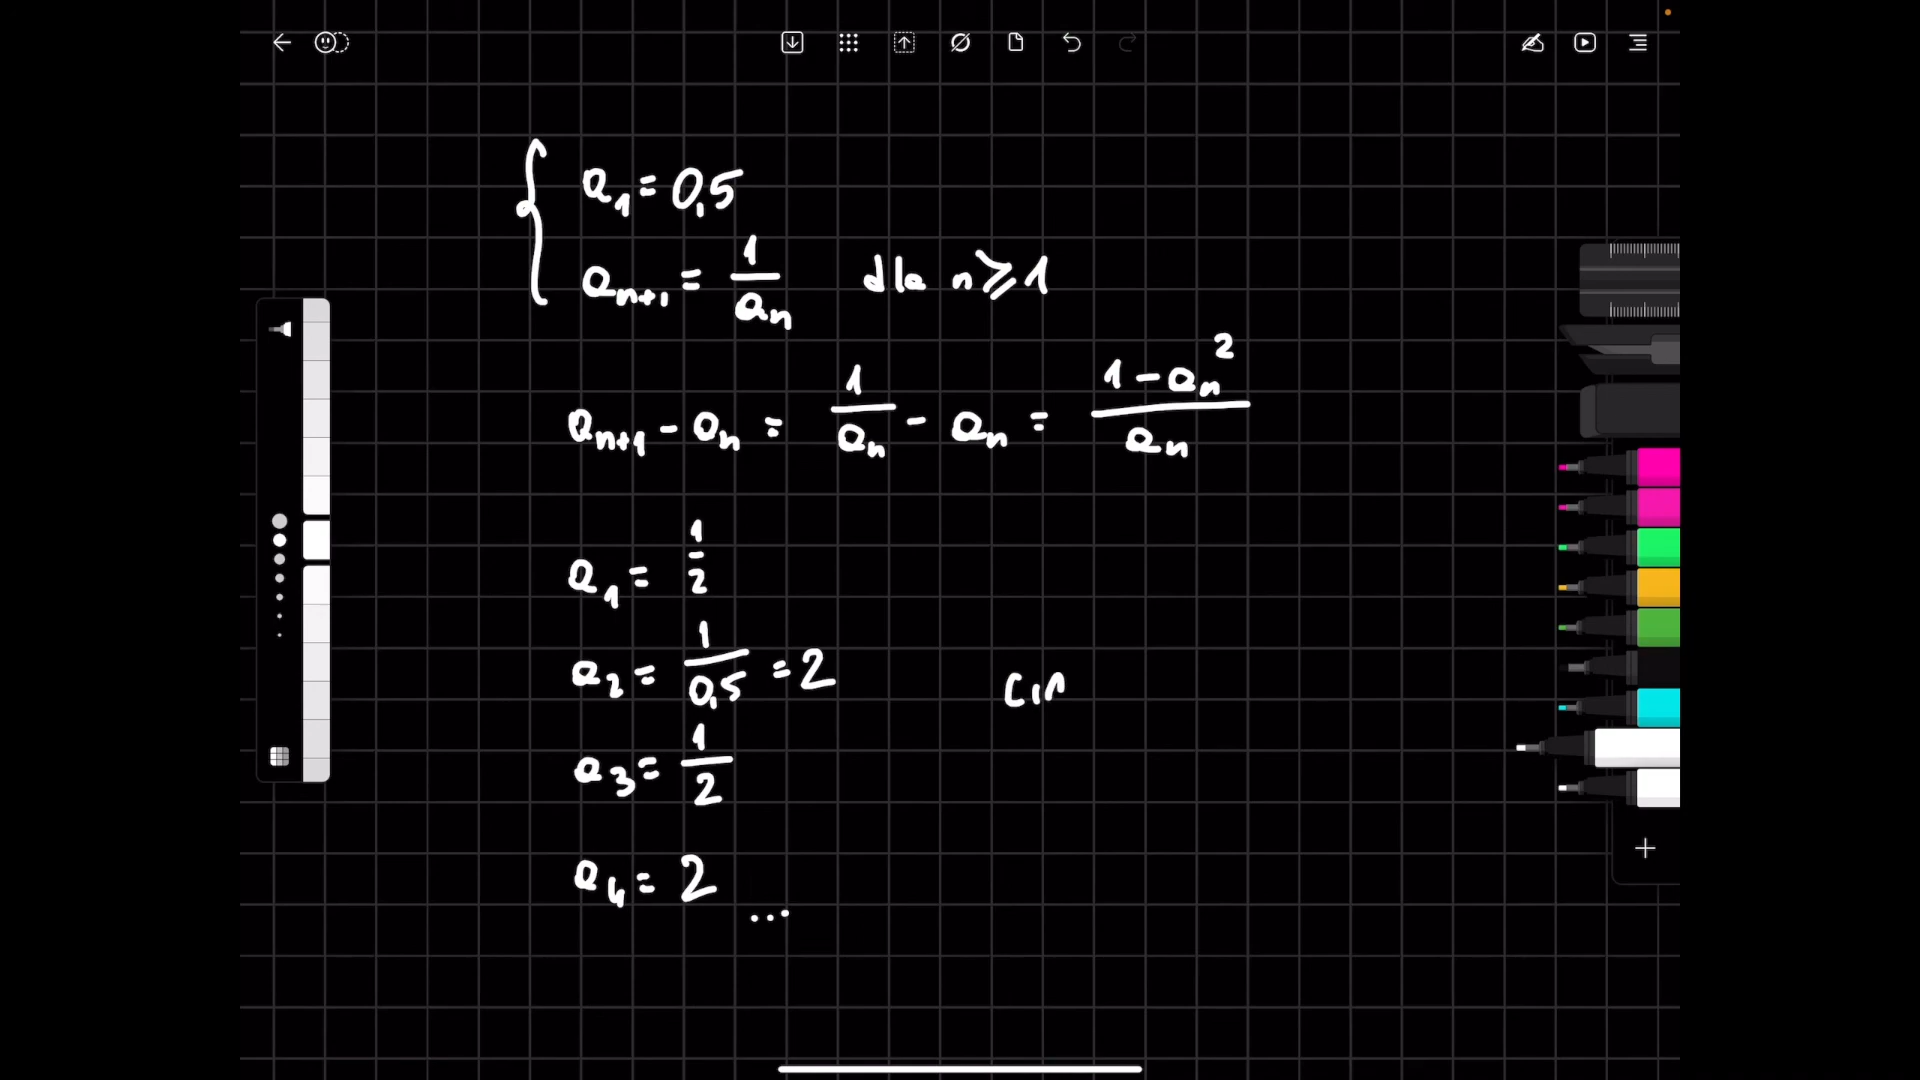 a₁ = 0,5
aₙ₊₁ = 1/aₙ dla n ≥ 1
aₙ₊₁ - aₙ = 1/aₙ - aₙ = (1 - aₙ²)/aₙ
a₁ = 1/2
a₂ = 1/0,5 = 2
a₃ = 1/2
a₄ = 2 ...